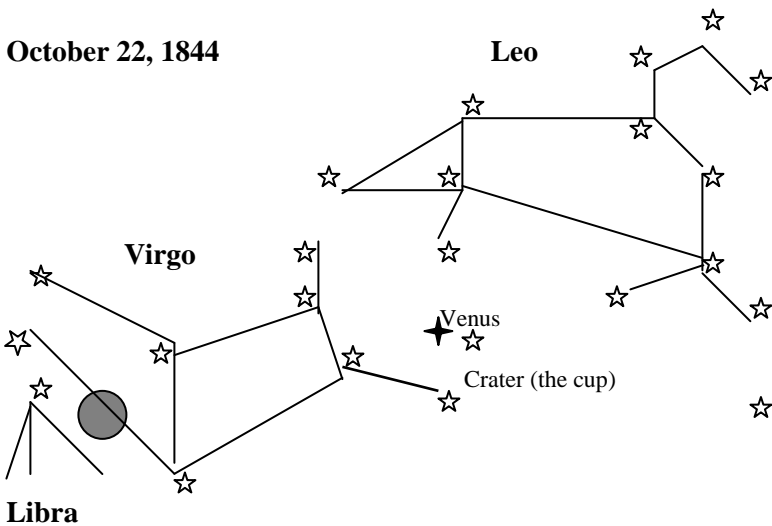 October 22, 1844
Leo
Virgo
Venus
Crater (the cup)
Libra